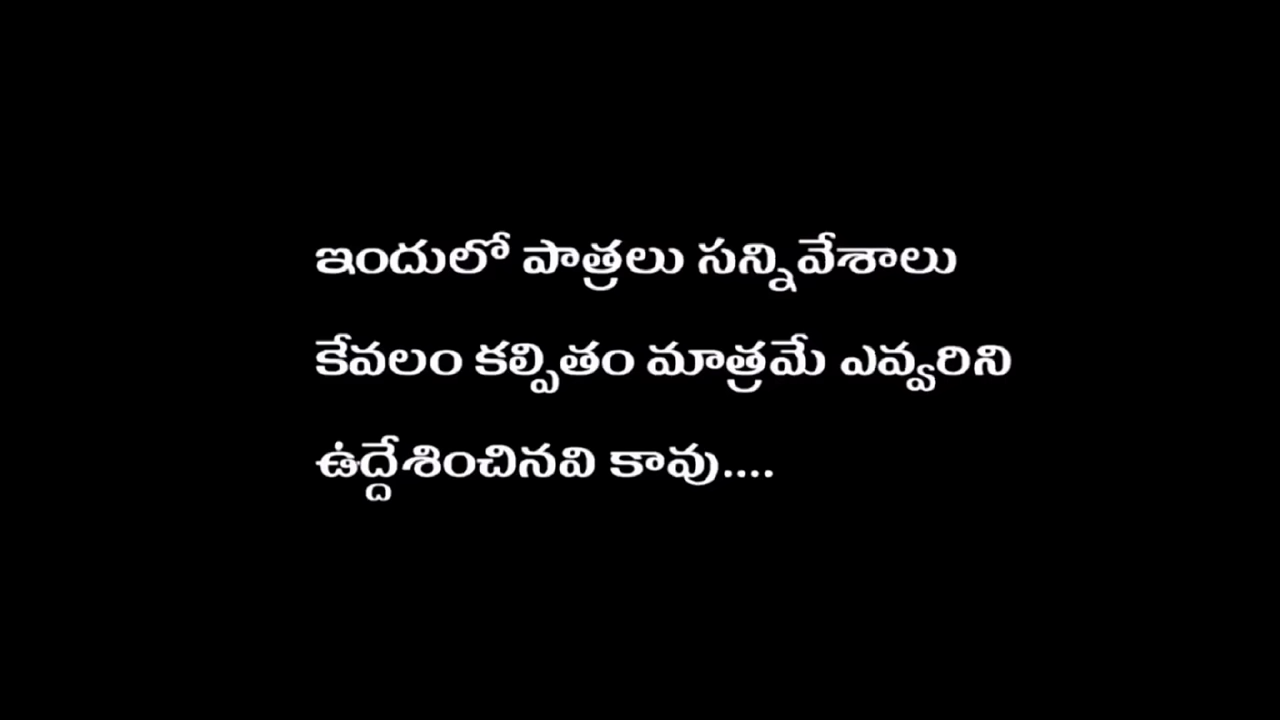 ఇందులో పాత్రలు సన్నివేశాలు
కేవలం కల్పితం మాత్రమే ఎవ్వరిని
ఉద్దేశించినవి కావు....